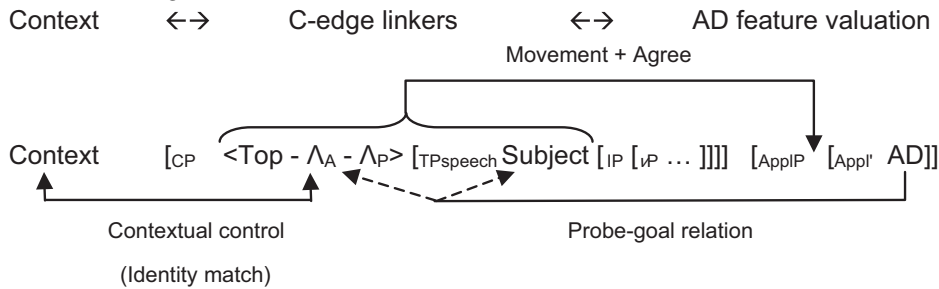 Context ←→ C-edge linkers ←→ AD feature valuation
Movement + Agree
Context [CP <Top - ΛA - ΛP> [TPspeech Subject [IP [νP … ]]]] [ApplP [Appl' AD]]
Contextual control Probe-goal relation
(Identity match)